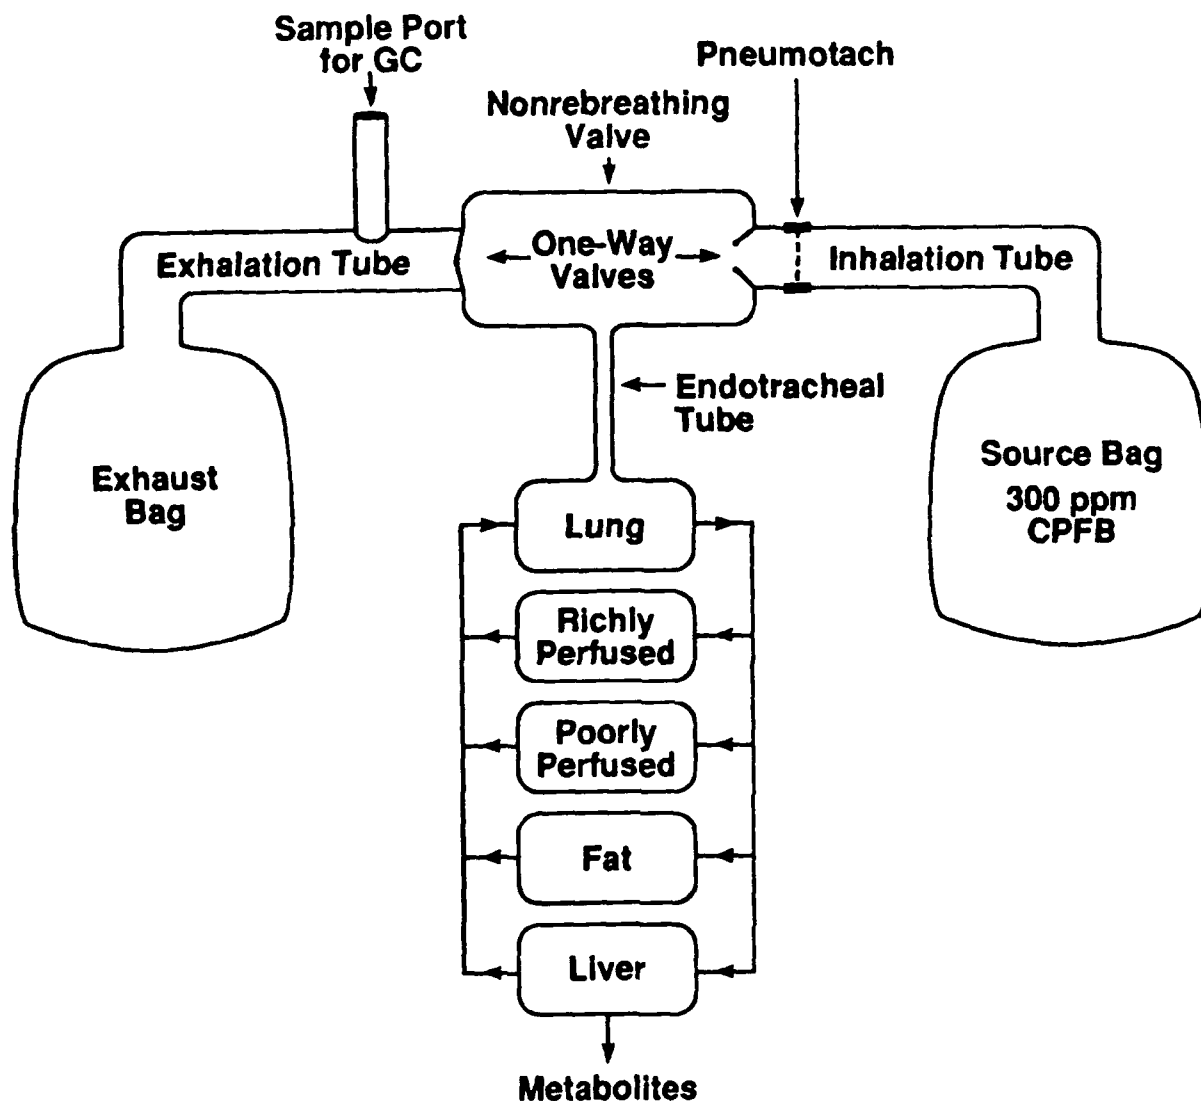 Sample Port
for GC
Pneumotach
Nonrebreathing
Valve
Exhalation Tube
One-Way
Valves
Inhalation Tube
Endotracheal
Tube
Exhaust
Bag
Source Bag
300 ppm
CPFB
Lung
Richly
Perfused
Poorly
Perfused
Fat
Liver
Metabolites